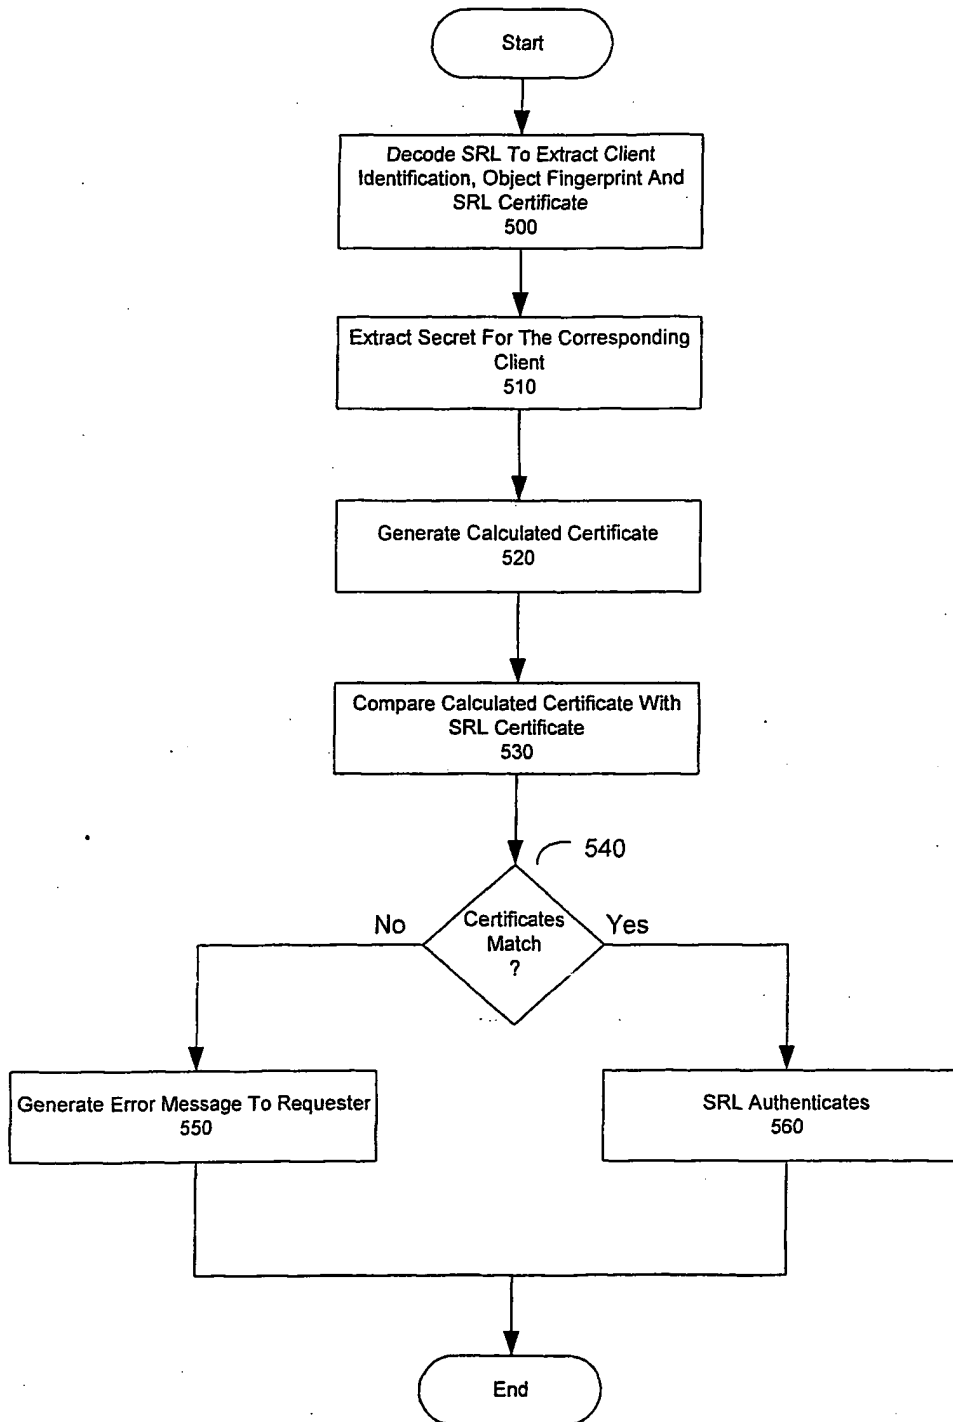 Start
Decode SRL To Extract Client
Identification, Object Fingerprint And
SRL Certificate
500
Extract Secret For The Corresponding
Client
510
Generate Calculated Certificate
520
Compare Calculated Certificate With
SRL Certificate
530
540
No
Certificates
Match
?
Yes
Generate Error Message To Requester
550
SRL Authenticates
560
End